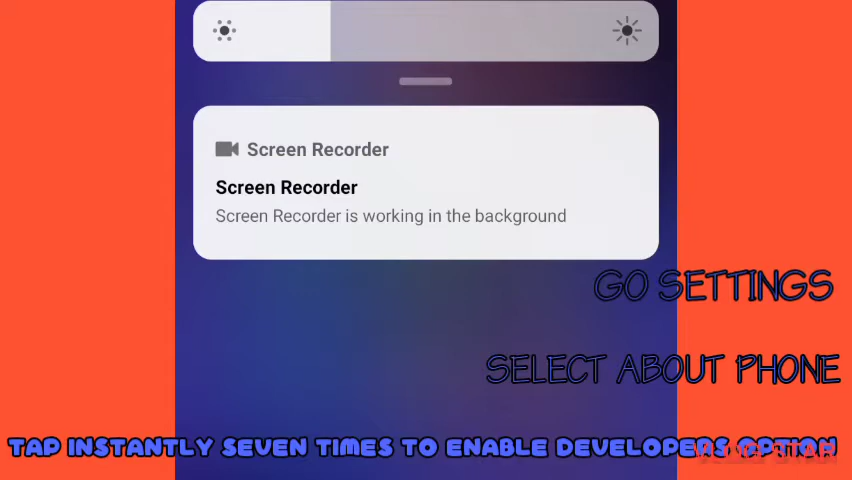 Screen Recorder
Screen Recorder
Screen Recorder is working in the background
GO SETTINGS
SELECT ABOUT PHONE
TAP INSTANTLY SEVEN TIMES TO ENABLE DEVELOPERS OPTION